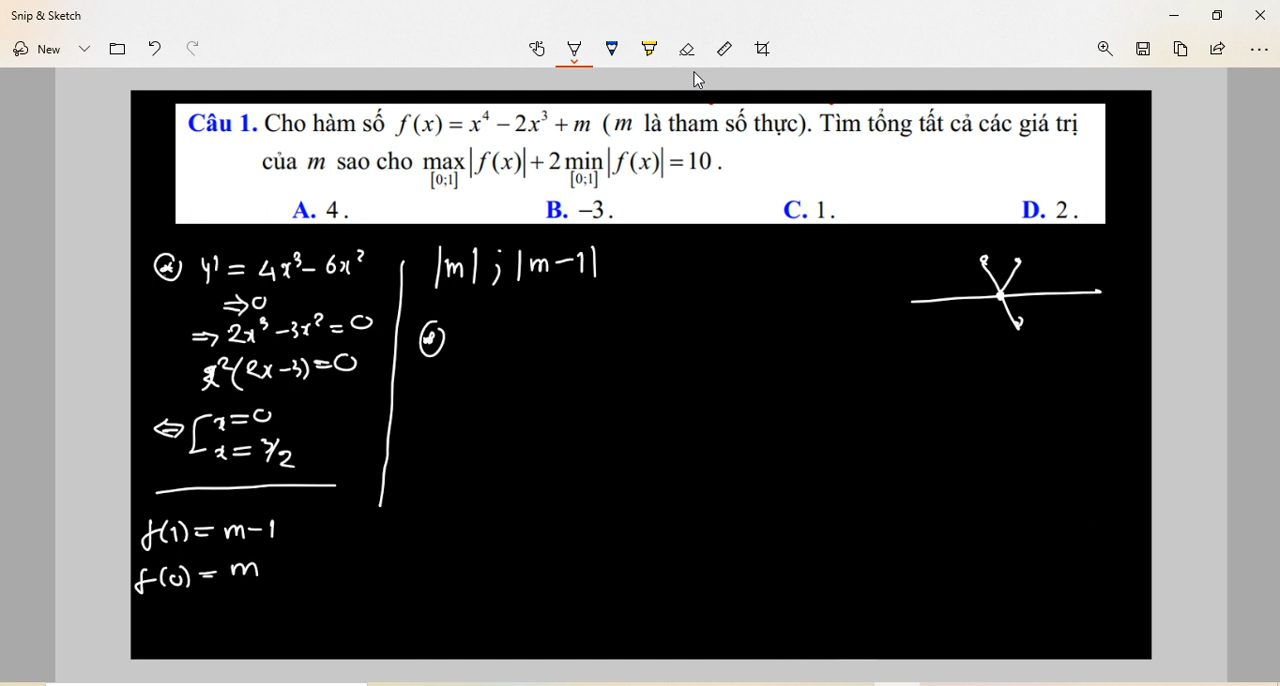 Snip & Sketch
New
Câu 1. Cho hàm số f(x) = x⁴ − 2x³ + m ( m là tham số thực). Tìm tổng tất cả các giá trị
của m sao cho max|f(x)| + 2 min|f(x)| = 10 .
[0;1] [0;1]
A. 4 . B. −3 . C. 1 . D. 2 .
y' = 4x³ − 6x²
⇒ 0
⇒ 2x³ − 3x² = 0
x²(2x − 3) = 0
⇔ [ x = 0
x = 3/2
f(1) = m − 1
f(0) = m
|m| ; |m − 1|